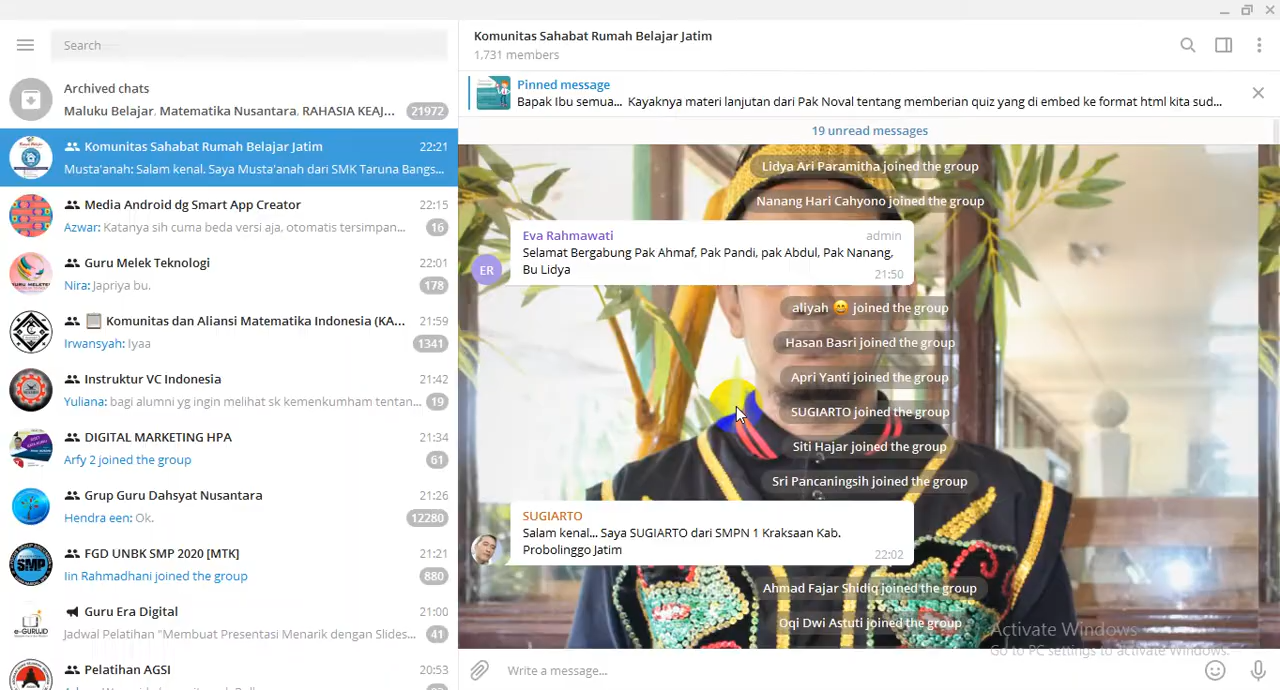 Search
Archived chats
Maluku Belajar, Matematika Nusantara, RAHASIA KEAJ... 21972
Komunitas Sahabat Rumah Belajar Jatim 22:21
Musta'anah: Salam kenal. Saya Musta'anah dari SMK Taruna Bangs...
Media Android dg Smart App Creator 22:15
Azwar: Katanya sih cuma beda versi aja, otomatis tersimpan... 16
Guru Melek Teknologi 22:01
Nira: Japriya bu. 178
Komunitas dan Aliansi Matematika Indonesia (KA... 21:59
Irwansyah: Iyaa 1341
Instruktur VC Indonesia 21:42
Yuliana: bagi alumni yg ingin melihat sk kemenkumham tentan... 19
DIGITAL MARKETING HPA 21:34
Arfy 2 joined the group 61
Grup Guru Dahsyat Nusantara 21:26
Hendra een: Ok. 12280
FGD UNBK SMP 2020 [MTK] 21:21
SMP
Iin Rahmadhani joined the group 880
Guru Era Digital 21:00
e-GURU.ID
Jadwal Pelatihan "Membuat Presentasi Menarik dengan Slides... 41
Pelatihan AGSI 20:53
Komunitas Sahabat Rumah Belajar Jatim
1,731 members
Pinned message
Bapak Ibu semua... Kayaknya materi lanjutan dari Pak Noval tentang memberian quiz yang di embed ke format html kita sud...
19 unread messages
Lidya Ari Paramitha joined the group
Nanang Hari Cahyono joined the group
Eva Rahmawati admin
Selamat Bergabung Pak Ahmaf, Pak Pandi, pak Abdul, Pak Nanang,
Bu Lidya 21:50
ER
aliyah 😊 joined the group
Hasan Basri joined the group
Apri Yanti joined the group
SUGIARTO joined the group
Siti Hajar joined the group
Sri Pancaningsih joined the group
SUGIARTO
Salam kenal... Saya SUGIARTO dari SMPN 1 Kraksaan Kab.
Probolinggo Jatim 22:02
Ahmad Fajar Shidiq joined the group
Oqi Dwi Astuti joined the group
Activate Windows
Go to PC settings to activate Windows.
Write a message...